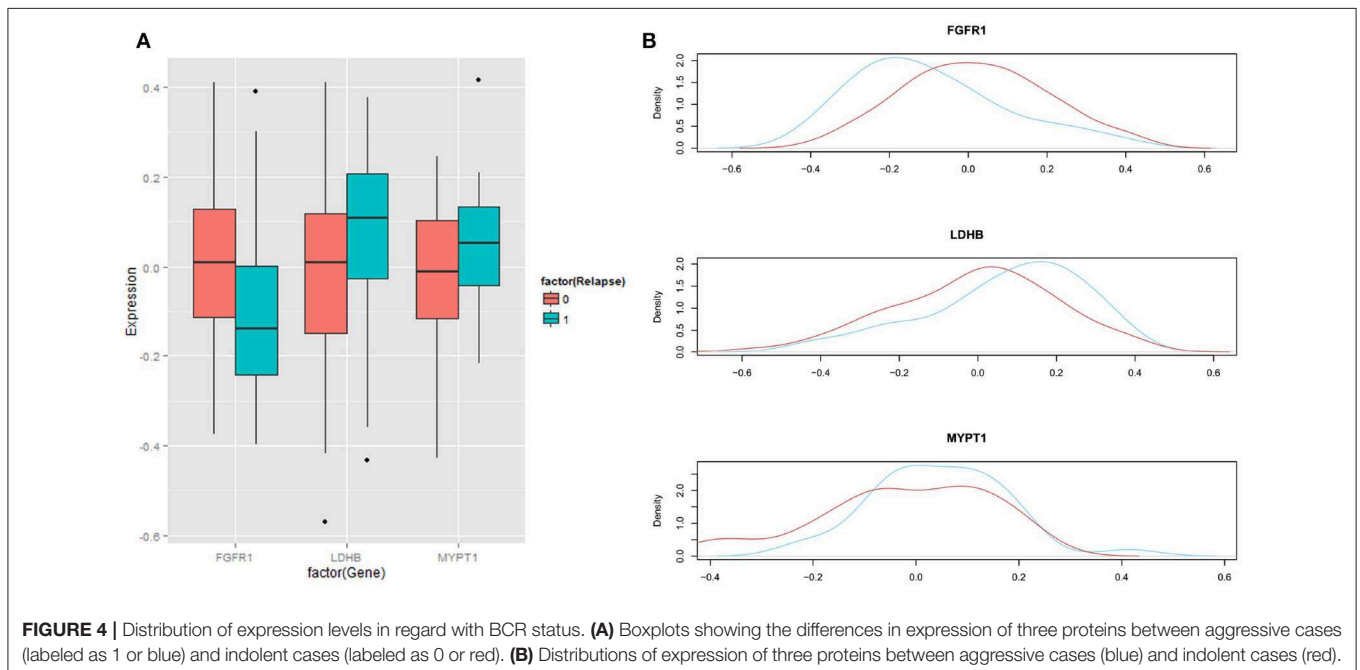 A
Expression
0.4
0.2
0.0
-0.2
-0.4
-0.6
FGFR1 LDHB MYPT1
factor(Gene)
factor(Relapse)
0
1
B
FGFR1
Density
0.0 0.5 1.0 1.5 2.0
−0.6 −0.4 −0.2 0.0 0.2 0.4 0.6
LDHB
Density
0.0 0.5 1.0 1.5 2.0
−0.6 −0.4 −0.2 0.0 0.2 0.4 0.6
MYPT1
Density
0.0 1.0 2.0
−0.4 −0.2 0.0 0.2 0.4 0.6
FIGURE 4 | Distribution of expression levels in regard with BCR status. (A) Boxplots showing the differences in expression of three proteins between aggressive cases
(labeled as 1 or blue) and indolent cases (labeled as 0 or red). (B) Distributions of expression of three proteins between aggressive cases (blue) and indolent cases (red).